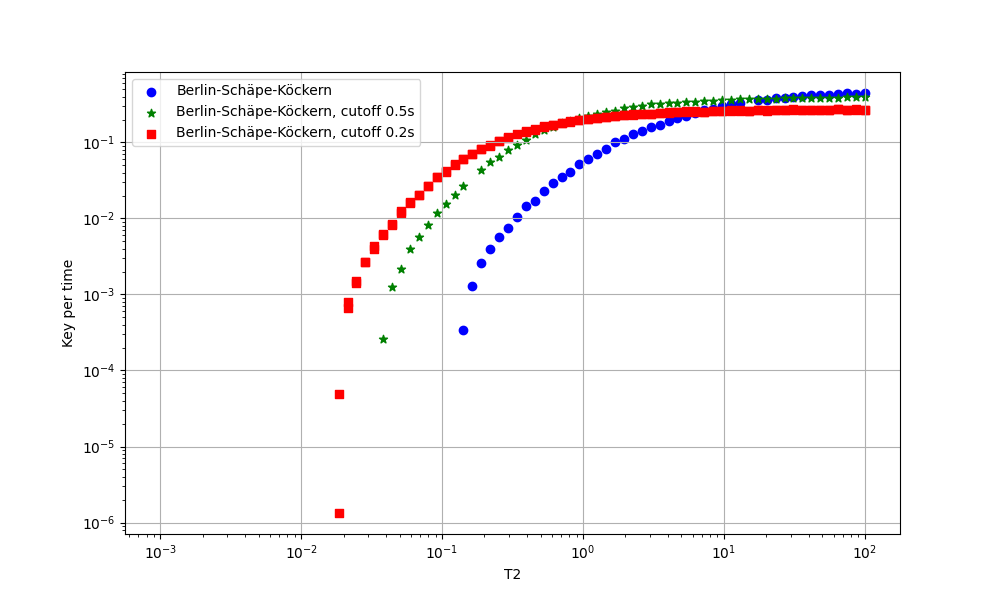 Berlin-Schäpe-Köckern
Berlin-Schäpe-Köckern, cutoff 0.5s
Berlin-Schäpe-Köckern, cutoff 0.2s
Key per time
10⁻¹
10⁻²
10⁻³
10⁻⁴
10⁻⁵
10⁻⁶
10⁻³ 10⁻² 10⁻¹ 10⁰ 10¹ 10²
T2